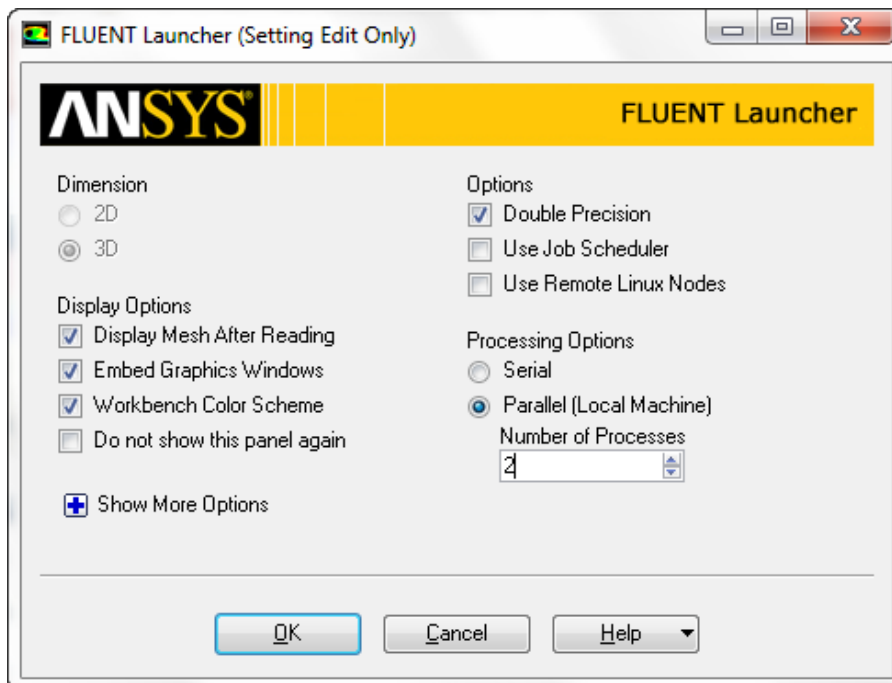 FLUENT Launcher (Setting Edit Only)
ANSYS®
FLUENT Launcher
Dimension
2D
3D
Display Options
Display Mesh After Reading
Embed Graphics Windows
Workbench Color Scheme
Do not show this panel again
Show More Options
Options
Double Precision
Use Job Scheduler
Use Remote Linux Nodes
Processing Options
Serial
Parallel (Local Machine)
Number of Processes
2
OK
Cancel
Help